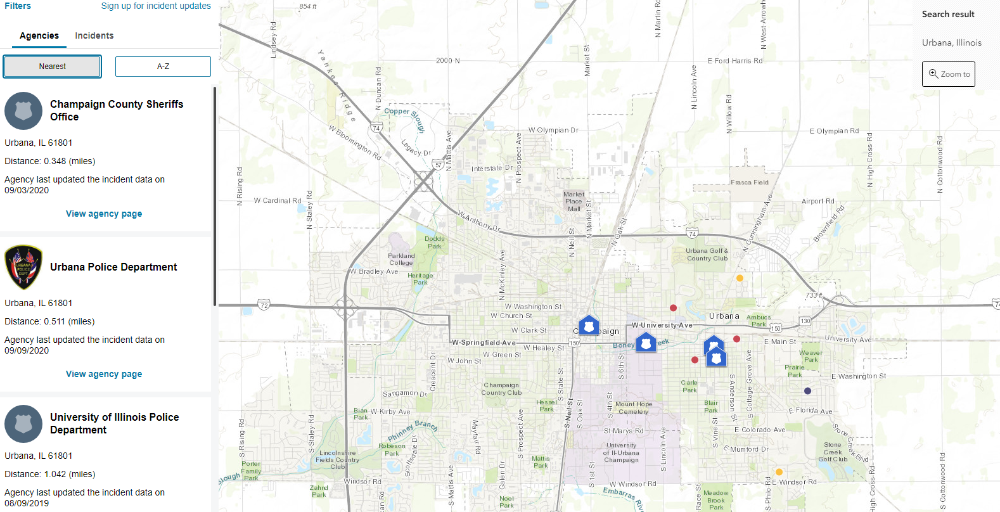 Filters
Sign up for incident updates
Agencies
Incidents
Nearest
A-Z
Champaign County Sheriffs
Office
Urbana, IL 61801
Distance: 0.348 (miles)
Agency last updated the incident data on
09/03/2020
View agency page
URBANA
POLICE
DEPT
Urbana Police Department
Urbana, IL 61801
Distance: 0.511 (miles)
Agency last updated the incident data on
09/09/2020
View agency page
University of Illinois Police
Department
Urbana, IL 61801
Distance: 1.042 (miles)
Agency last updated the incident data on
08/09/2019
Search result
Urbana, Illinois
Zoom to
854 ft
Lindsey Rd
Yankee Ridge
N Duncan Rd
2000 N
Market St
N Martin Rd
N West Arrowh
E Ford Harris Rd
N Lincoln Ave
N Willow Rd
Copper Slough
74
W Bloomington Rd
Legacy Dr
N Mattis Ave
57
W Olympian Dr
N Prospect Ave
E Olympian Rd
N High Cross Rd
N Cottonwood Rd
Interstate Dr
N Rising Rd
W Cardinal Rd
N Staley Rd
Market
Place
Mall
N Market St
Frasca Field
Airport Rd
N Cunningham Ave
Brownfield Rd
W Anthony Dr
N Neil St
N Oak St
74
Dodds
Park
Parkland
College
Urbana Golf &
Country Club
W Bradley Ave
Heritage
Park
N McKinley Ave
733 ft
72
74
W Washington St
W Church St
W Clark St
Urbana
Ambucs
Park
130
150
W University Ave
University Ave
W Springfield Ave
W Healey St
150
E Main St
W Green St
W John St
Weaver
Park
Prairie
Park
E Washington St
Crescent Dr
S State St
S 6th St
Carle
Park
S Anderson St
Cottage Grove Ave
Champaign
Country Club
Sangamon Dr
Hessel
Park
S Neil St
S Oak St
S 4th St
Mount Hope
Cemetery
Blair
Park
E Florida Ave
Bian
Park
W Kirby Ave
S Rising Rd
S Staley Rd
Phinney Branch
Mayfair Rd
S Prospect Ave
St Marys Rd
S Vine St
E Colorado Ave
Stone Creek Blvd
Robeson
Park
Scottsdale Dr
University
of Il-Urbana
Champaign
S Lincoln Ave
E Mumford Dr
Stone
Creek
Golf Club
Lincolnshire
Fields Country
Club
Mattis
Park
Porter
Family
Park
Slough
S Mattis Ave
Galen Dr
S 1st St
Windsor Rd
W Windsor Rd
E Windsor Rd
S Philo Rd
High Cross Rd
S Cottonwood Rd
Zahnd
Park
can Rd
Noel
Park
Embarras Riv
Race St
Meadow
Brook
Park